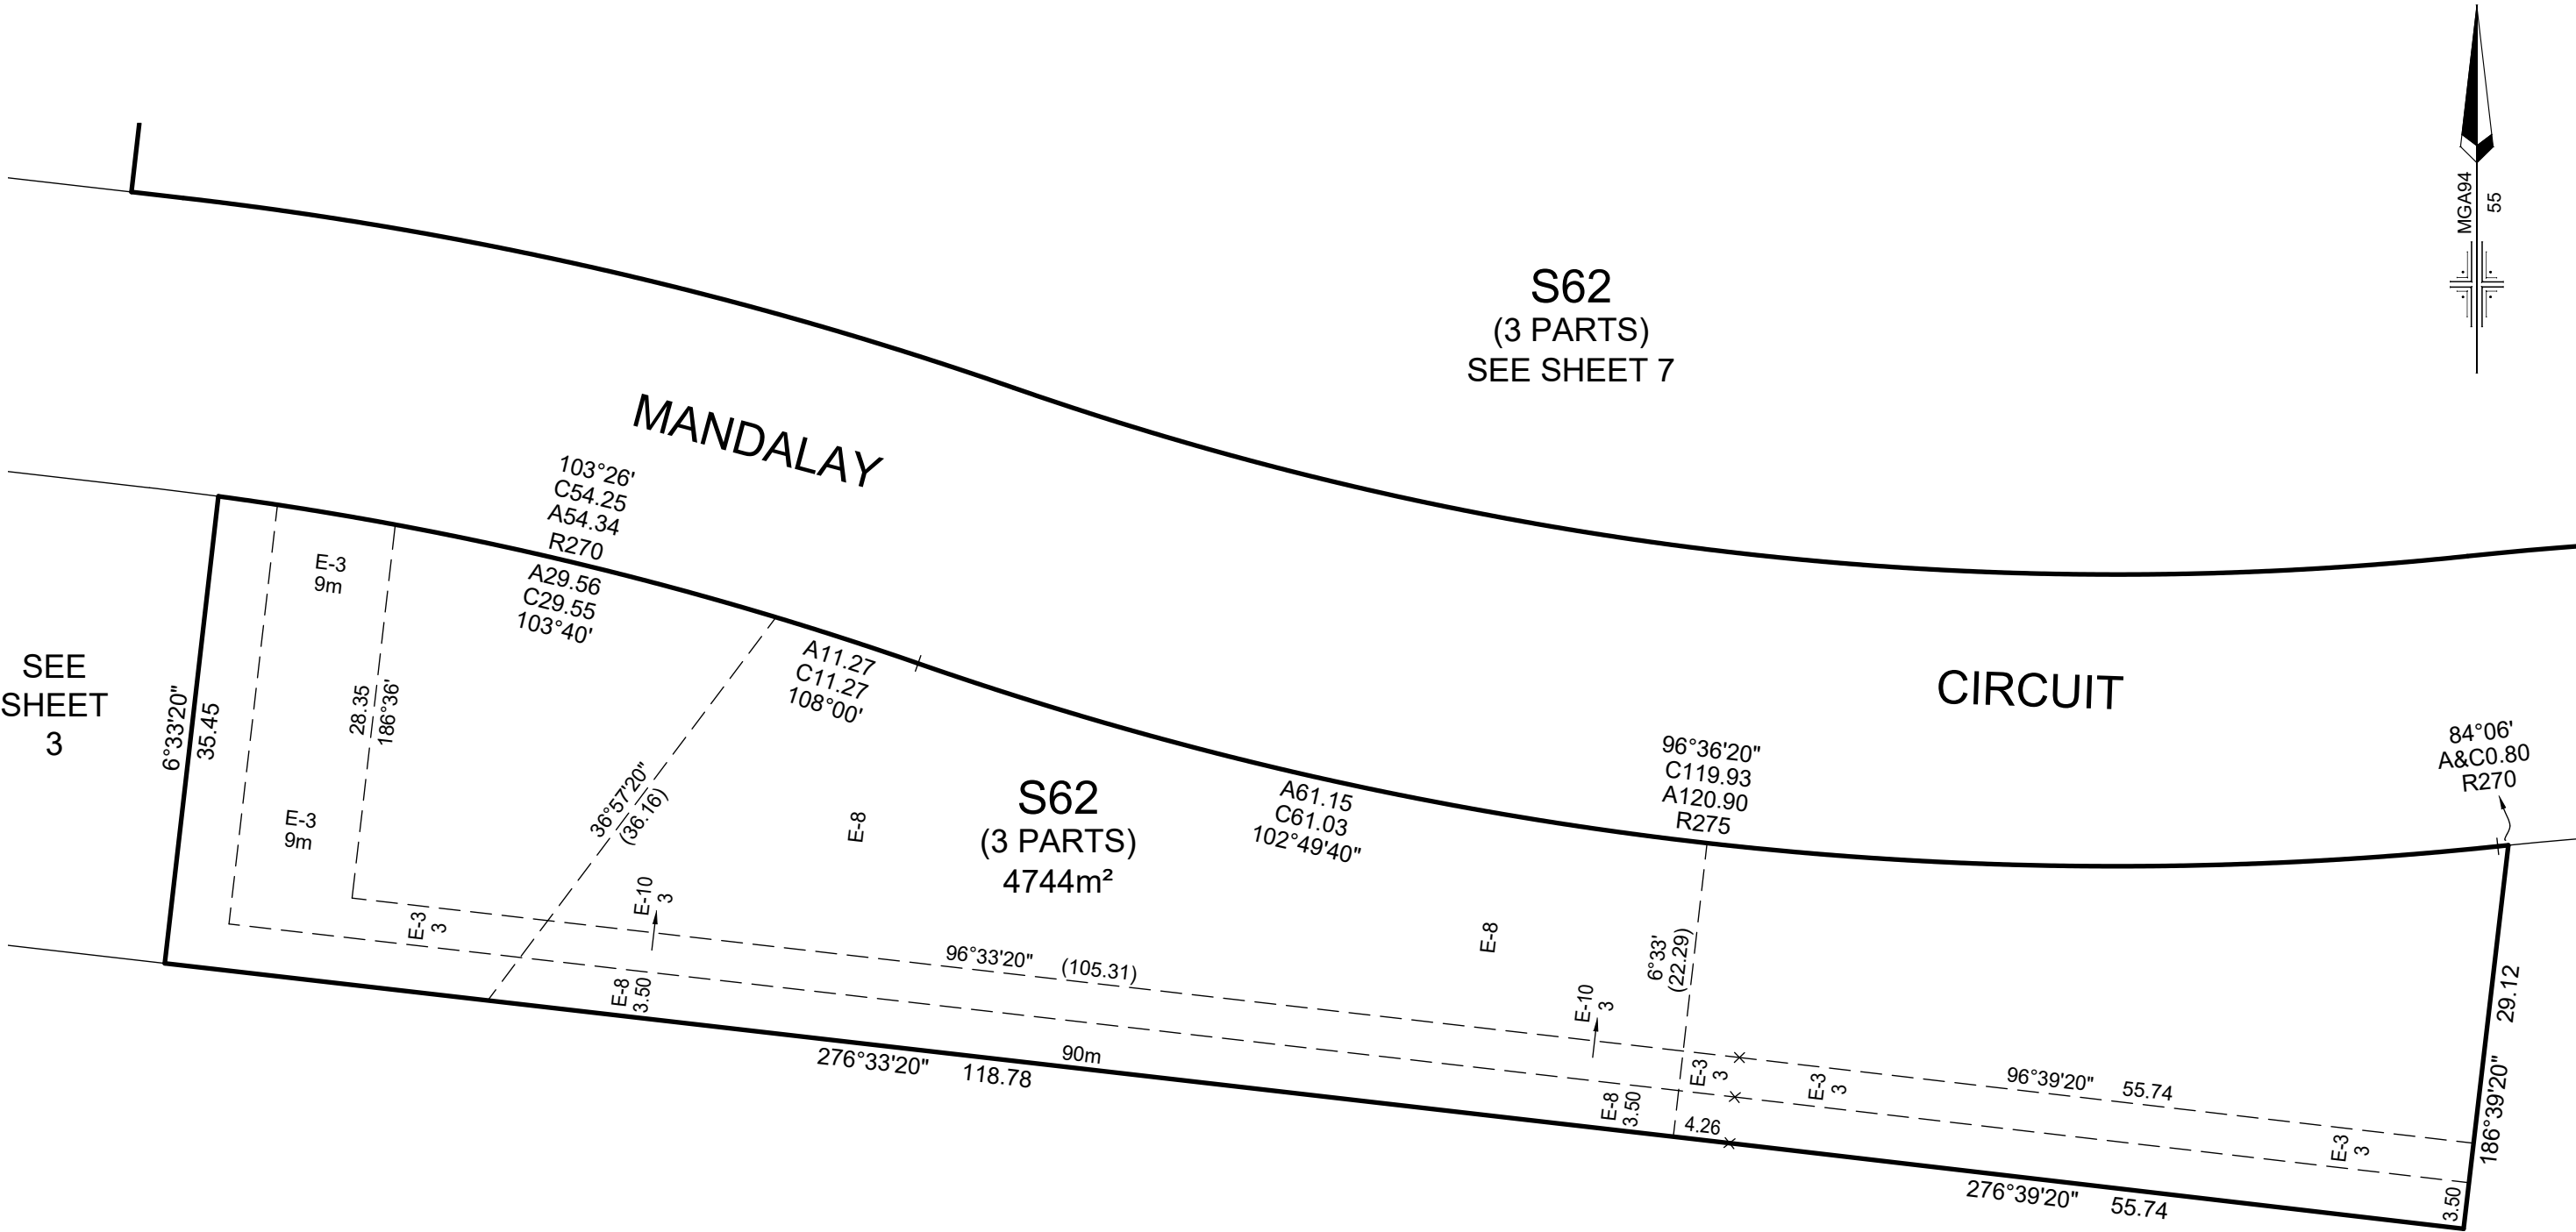 MGA94
55
S62
(3 PARTS)
SEE SHEET 7
MANDALAY
CIRCUIT
103°26'
C54.25
A54.34
R270
A29.56
C29.55
103°40'
E-3
9m
SEE
SHEET
3
6°33'20"
35.45
28.35
186°36'
A11.27
C11.27
108°00'
36°57'20"
(36.16)
E-3
9m
E-8
S62
(3 PARTS)
4744m²
A61.15
C61.03
102°49'40"
96°36'20"
C119.93
A120.90
R275
84°06'
A&C0.80
R270
E-3
3
E-10
3
E-8
3.50
96°33'20" (105.31)
E-8
6°33'
(22.29)
E-10
3
E-8
3.50
276°33'20" 118.78
90m
E-3
3
4.26
E-3
3
96°39'20" 55.74
E-3
3
276°39'20" 55.74
29.12
186°39'20"
3.50